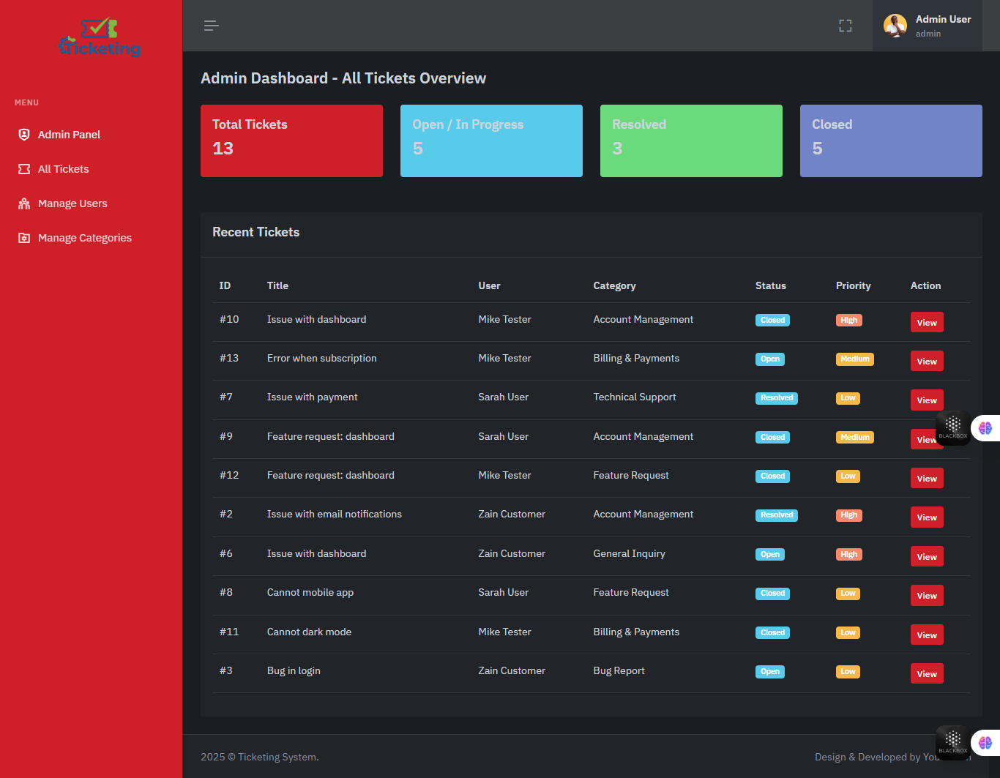 Ticketing
Admin User
admin
MENU
Admin Panel
All Tickets
Manage Users
Manage Categories
Admin Dashboard - All Tickets Overview
Total Tickets
13
Open / In Progress
5
Resolved
3
Closed
5
Recent Tickets
ID Title User Category Status Priority Action
#10 Issue with dashboard Mike Tester Account Management Closed High View
#13 Error when subscription Mike Tester Billing & Payments Open Medium View
#7 Issue with payment Sarah User Technical Support Resolved Low View
#9 Feature request: dashboard Sarah User Account Management Closed Medium View
BLACKBOX
#12 Feature request: dashboard Mike Tester Feature Request Closed Low View
#2 Issue with email notifications Zain Customer Account Management Resolved High View
#6 Issue with dashboard Zain Customer General Inquiry Open High View
#8 Cannot mobile app Sarah User Feature Request Closed Low View
#11 Cannot dark mode Mike Tester Billing & Payments Closed Low View
#3 Bug in login Zain Customer Bug Report Open Low View
BLACKBOX
2025 © Ticketing System.
Design & Developed by